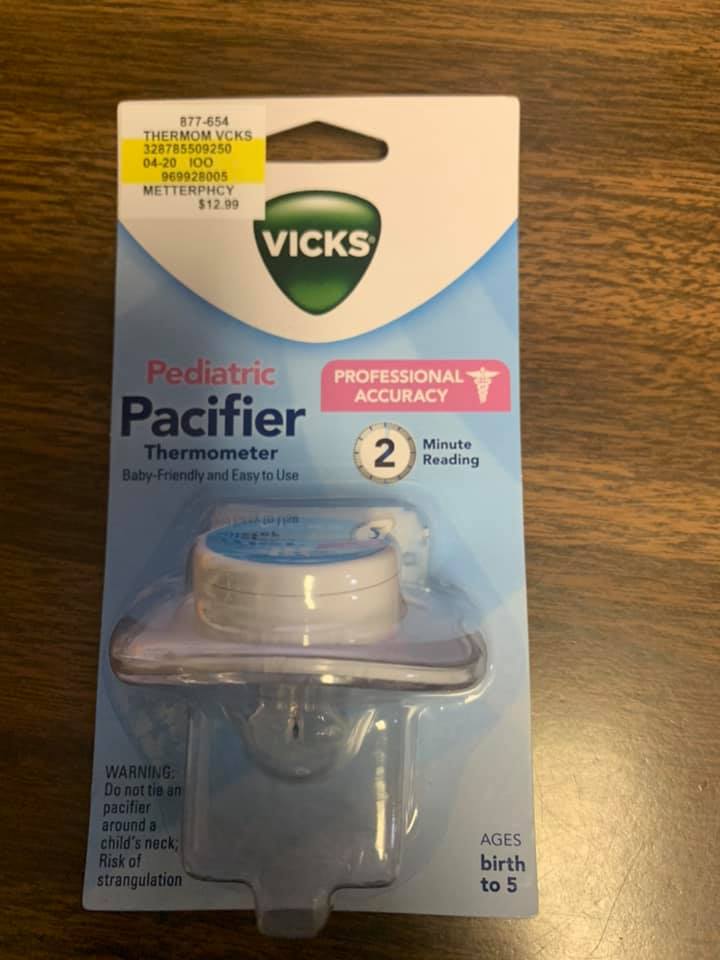 877-654
THERMOM VCKS
328785509250
04-20 IOO
969928005
METTERPHCY
$12.99
VICKS®
Pediatric
Pacifier
Thermometer
Baby-Friendly and Easy to Use
PROFESSIONAL
ACCURACY
2
Minute
Reading
WARNING:
Do not tie an
pacifier
around a
child's neck;
Risk of
strangulation
AGES
birth
to 5